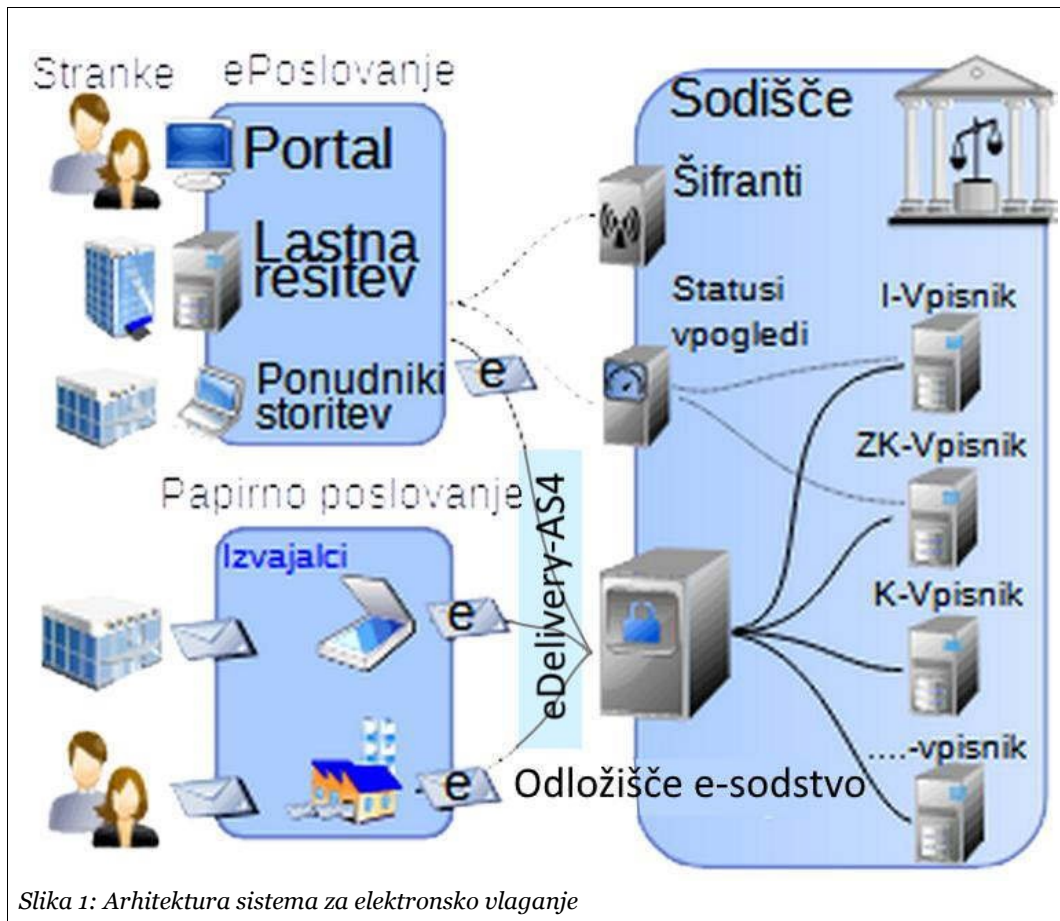 Stranke
ePoslovanje
Portal
Lastna
rešitev
Ponudniki
storitev
e
Papirno poslovanje
Izvajalci
e
e
eDelivery-AS4
Odložišče e-sodstvo
Sodišče
Šifranti
Statusi
vpogledi
I-Vpisnik
ZK-Vpisnik
K-Vpisnik
....-vpisnik
Slika 1: Arhitektura sistema za elektronsko vlaganje